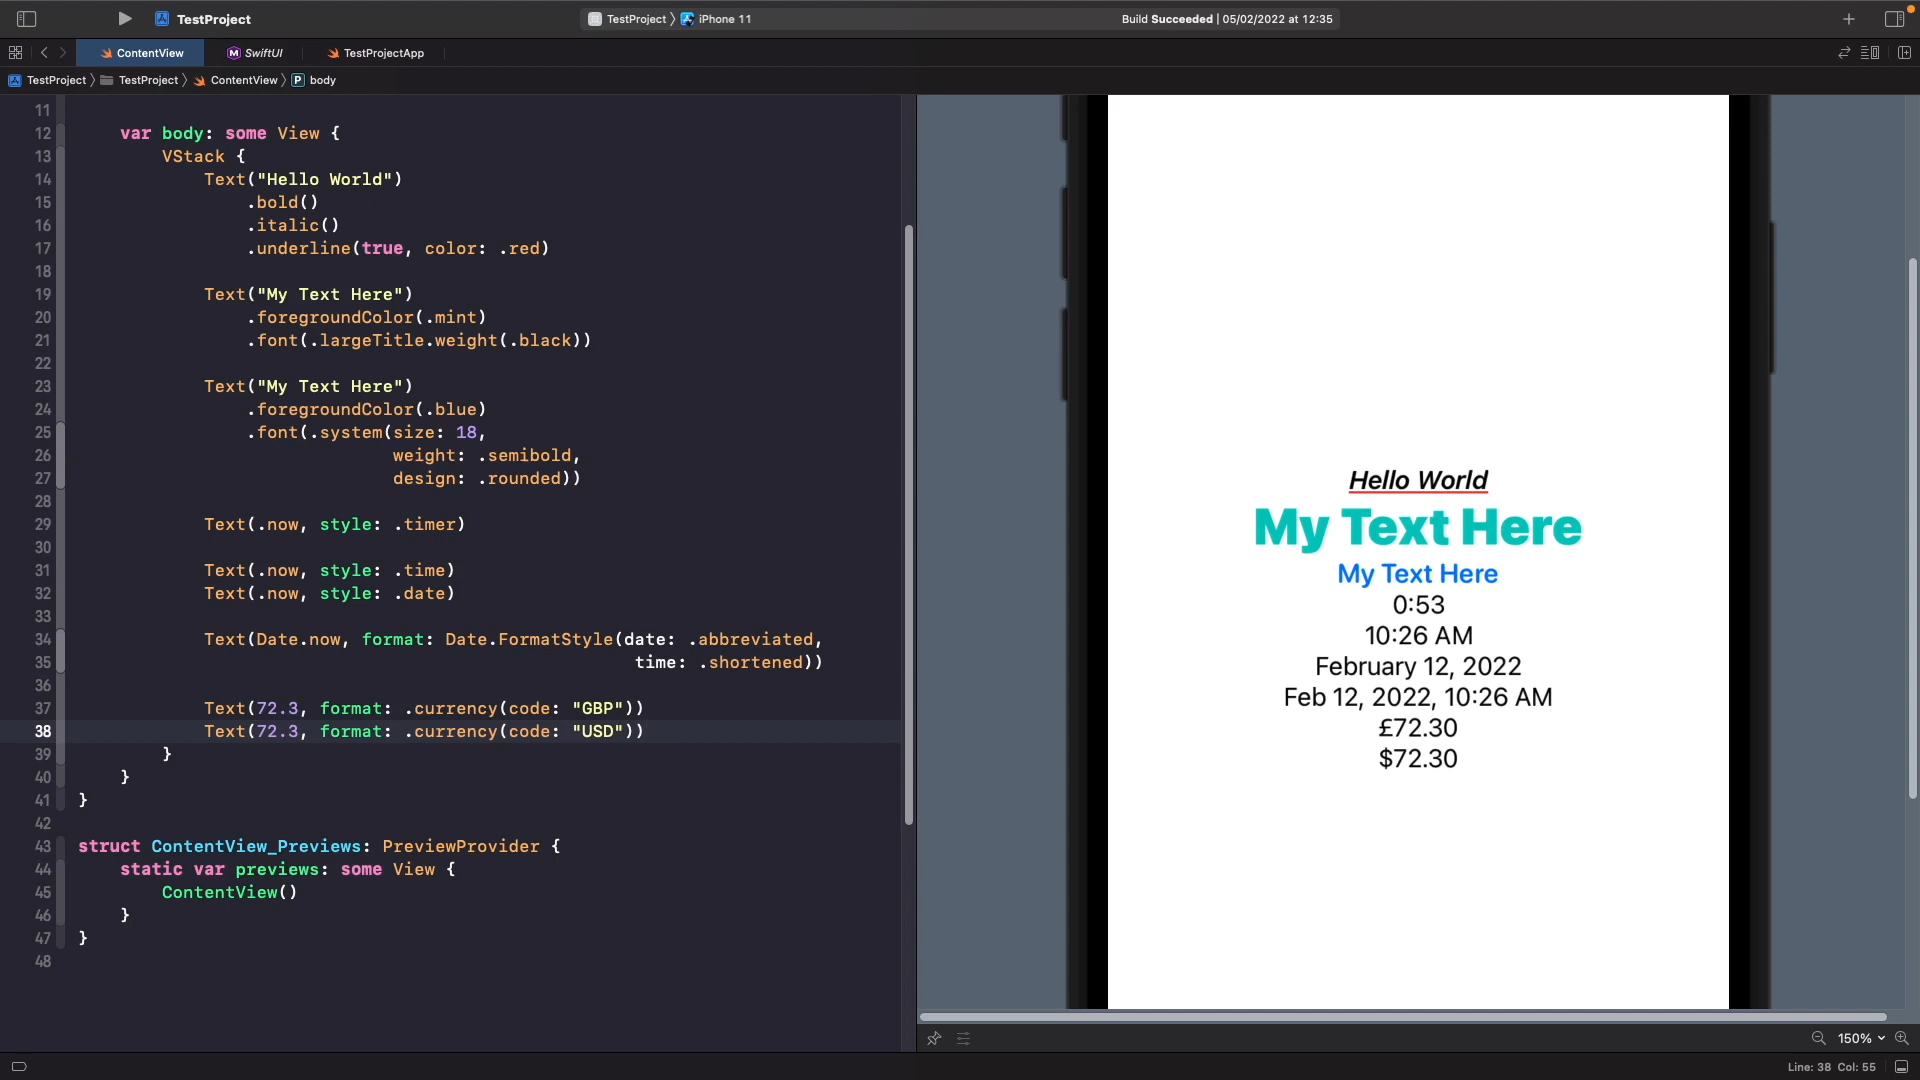 TestProject
TestProject 〉 iPhone 11
Build Succeeded | 05/02/2022 at 12:35
ContentView
SwiftUI
TestProjectApp
TestProject 〉 TestProject 〉 ContentView 〉 P body
11
12 var body: some View {
13 VStack {
14 Text("Hello World")
15 .bold()
16 .italic()
17 .underline(true, color: .red)
18
19 Text("My Text Here")
20 .foregroundColor(.mint)
21 .font(.largeTitle.weight(.black))
22
23 Text("My Text Here")
24 .foregroundColor(.blue)
25 .font(.system(size: 18,
26 weight: .semibold,
27 design: .rounded))
28
29 Text(.now, style: .timer)
30
31 Text(.now, style: .time)
32 Text(.now, style: .date)
33
34 Text(Date.now, format: Date.FormatStyle(date: .abbreviated,
35 time: .shortened))
36
37 Text(72.3, format: .currency(code: "GBP"))
38 Text(72.3, format: .currency(code: "USD"))
39 }
40 }
41 }
42
43 struct ContentView_Previews: PreviewProvider {
44 static var previews: some View {
45 ContentView()
46 }
47 }
48
Hello World
My Text Here
My Text Here
0:53
10:26 AM
February 12, 2022
Feb 12, 2022, 10:26 AM
£72.30
$72.30
150%
Line: 38 Col: 55